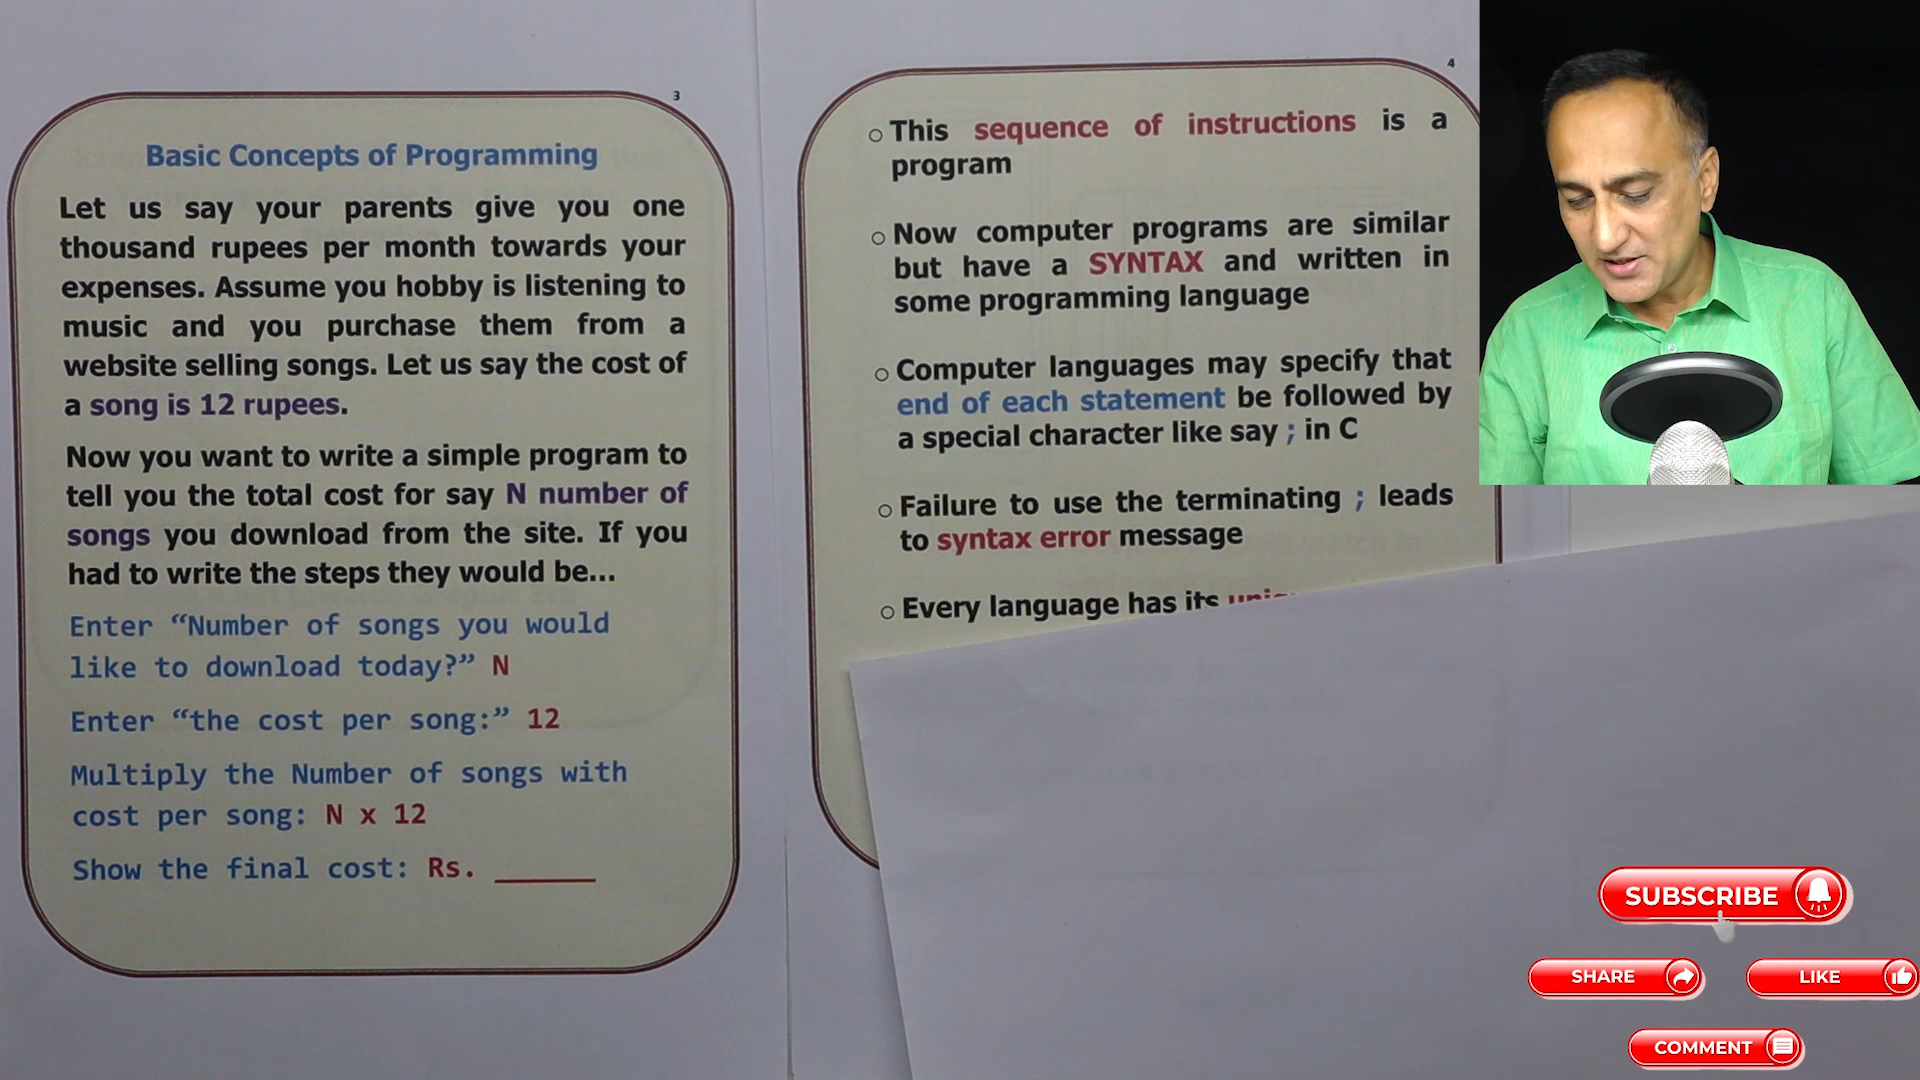 3
Basic Concepts of Programming
Let us say your parents give you one
thousand rupees per month towards your
expenses. Assume you hobby is listening to
music and you purchase them from a
website selling songs. Let us say the cost of
a song is 12 rupees.
Now you want to write a simple program to
tell you the total cost for say N number of
songs you download from the site. If you
had to write the steps they would be...
Enter “Number of songs you would
like to download today?” N
Enter “the cost per song:” 12
Multiply the Number of songs with
cost per song: N x 12
Show the final cost: Rs. ______
4
○ This sequence of instructions is a
program
○ Now computer programs are similar
but have a SYNTAX and written in
some programming language
○ Computer languages may specify that
end of each statement be followed by
a special character like say ; in C
○ Failure to use the terminating ; leads
to syntax error message
○ Every language has its
SUBSCRIBE
SHARE
LIKE
COMMENT